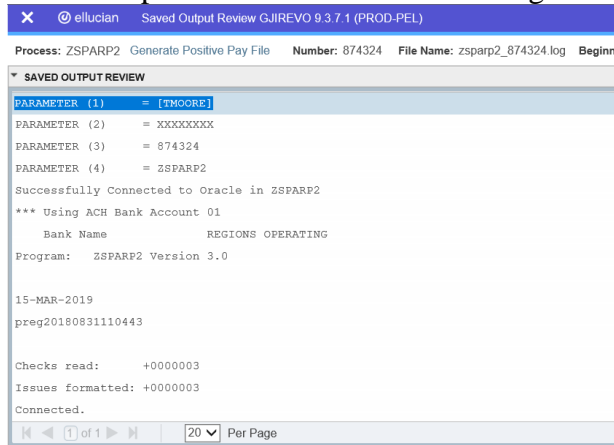 ellucian Saved Output Review GJIREVO 9.3.7.1 (PROD-PEL)
Process: ZSPARP2 Generate Positive Pay File Number: 874324 File Name: zsparp2_874324.log Beginn
SAVED OUTPUT REVIEW
PARAMETER (1) = [TMOORE]
PARAMETER (2) = XXXXXXXX
PARAMETER (3) = 874324
PARAMETER (4) = ZSPARP2
Successfully Connected to Oracle in ZSPARP2
*** Using ACH Bank Account 01
Bank Name REGIONS OPERATING
Program: ZSPARP2 Version 3.0
15-MAR-2019
preg20180831110443
Checks read: +0000003
Issues formatted: +0000003
Connected.
1 of 1 20 Per Page